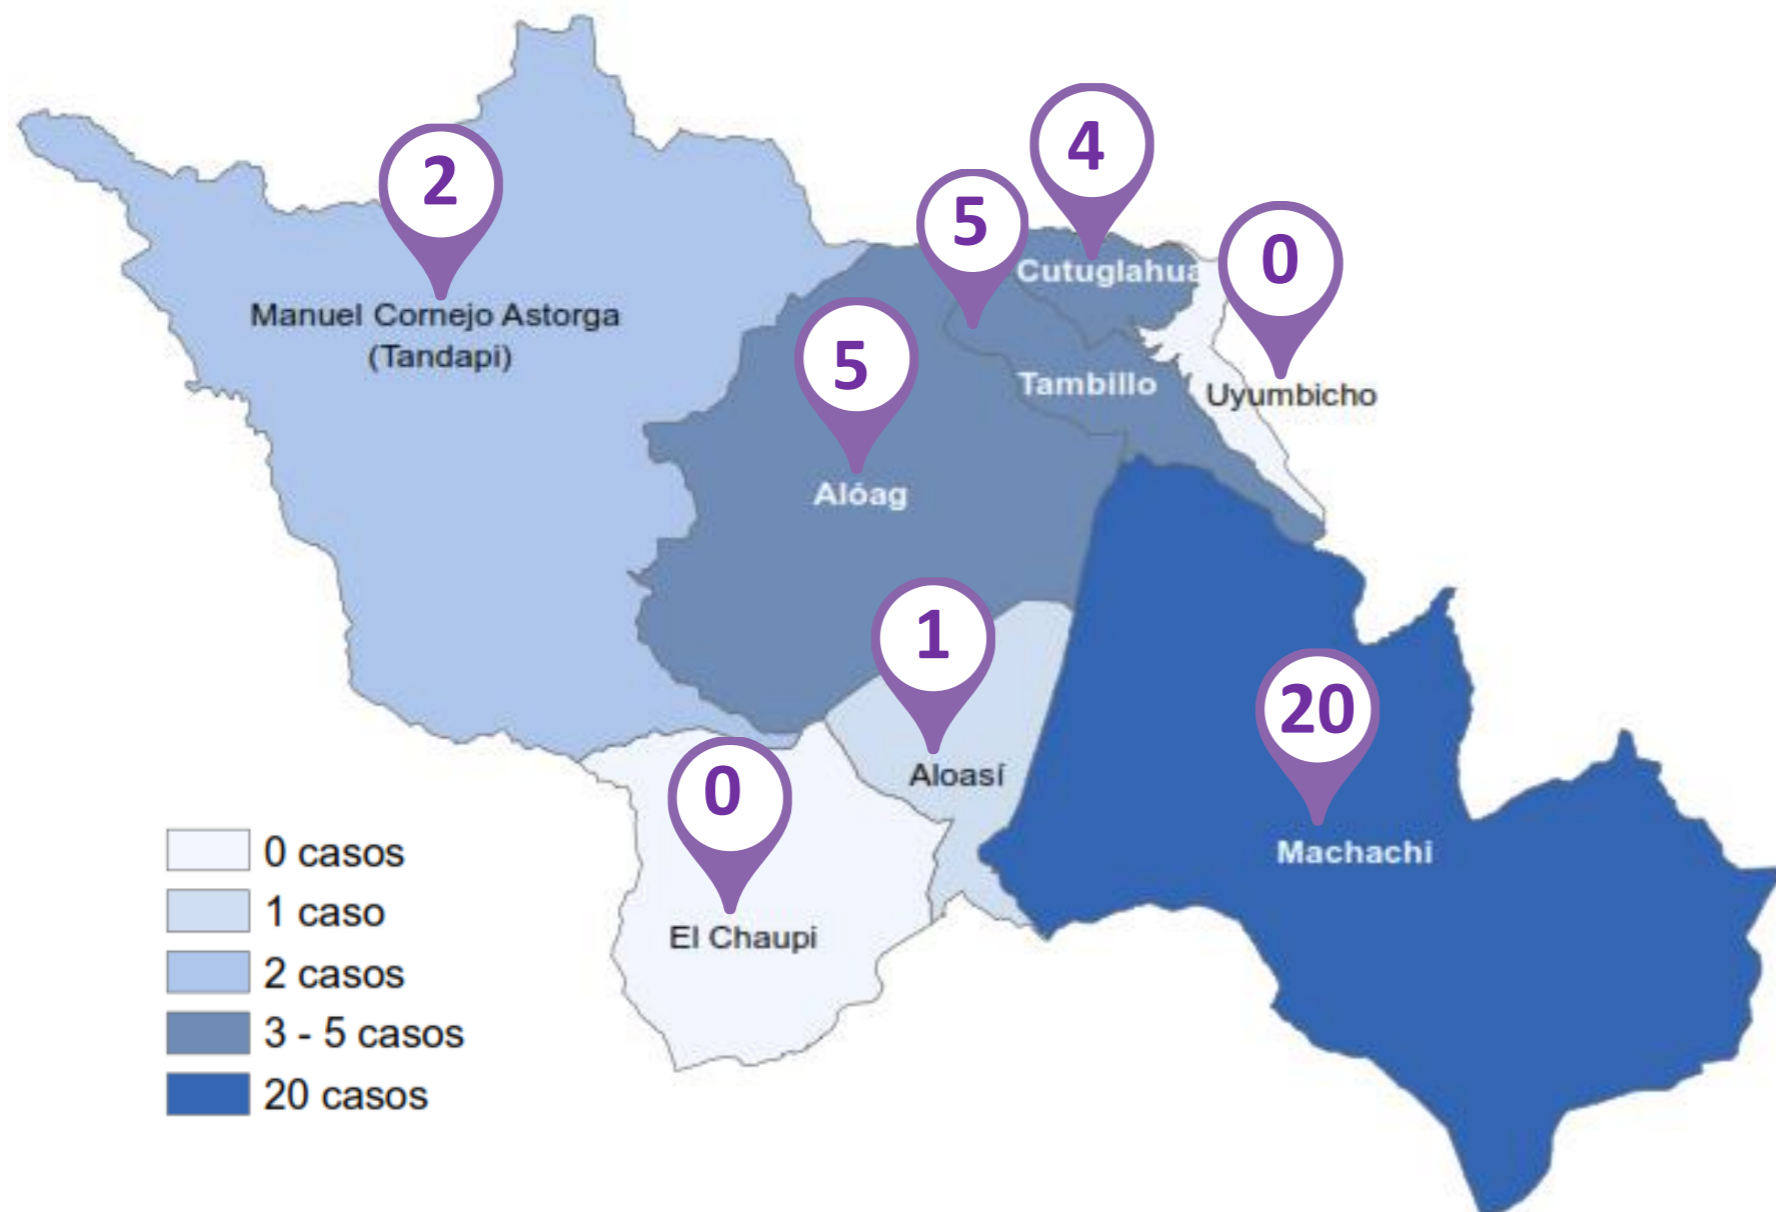 4
2
5
0
Cutuglahua
Manuel Cornejo Astorga
(Tandapi)
5
Tambillo
Uyumbicho
Alóag
1
20
Aloasí
0
Machachi
El Chaupi
0 casos
1 caso
2 casos
3 - 5 casos
20 casos